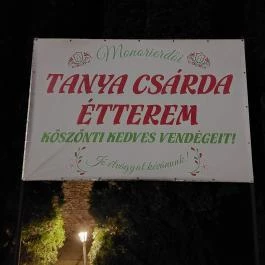 Monorierdő!
TANYA CSÁRDA
ÉTTEREM
KÖSZÖNTI KEDVES VENDÉGEIT!
Jó étvágyat kívánunk!